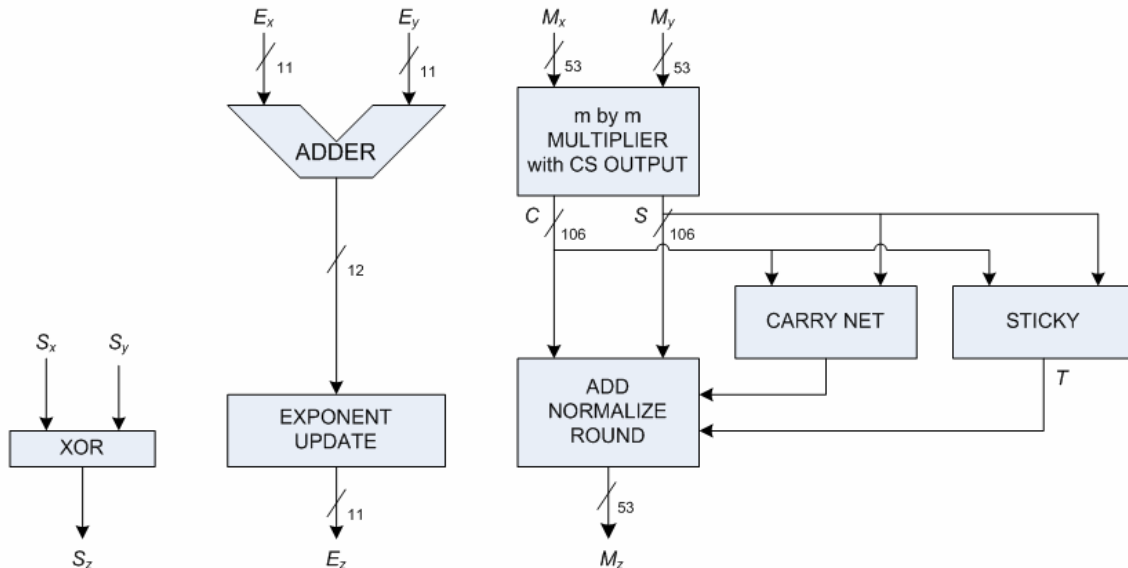 Ex Ey Mx My
11 11 53 53
m by m
MULTIPLIER
with CS OUTPUT
ADDER
C S
106 106
12
CARRY NET STICKY
Sx Sy
T
ADD
NORMALIZE
ROUND
EXPONENT
UPDATE
XOR
11 53
Sz Ez Mz